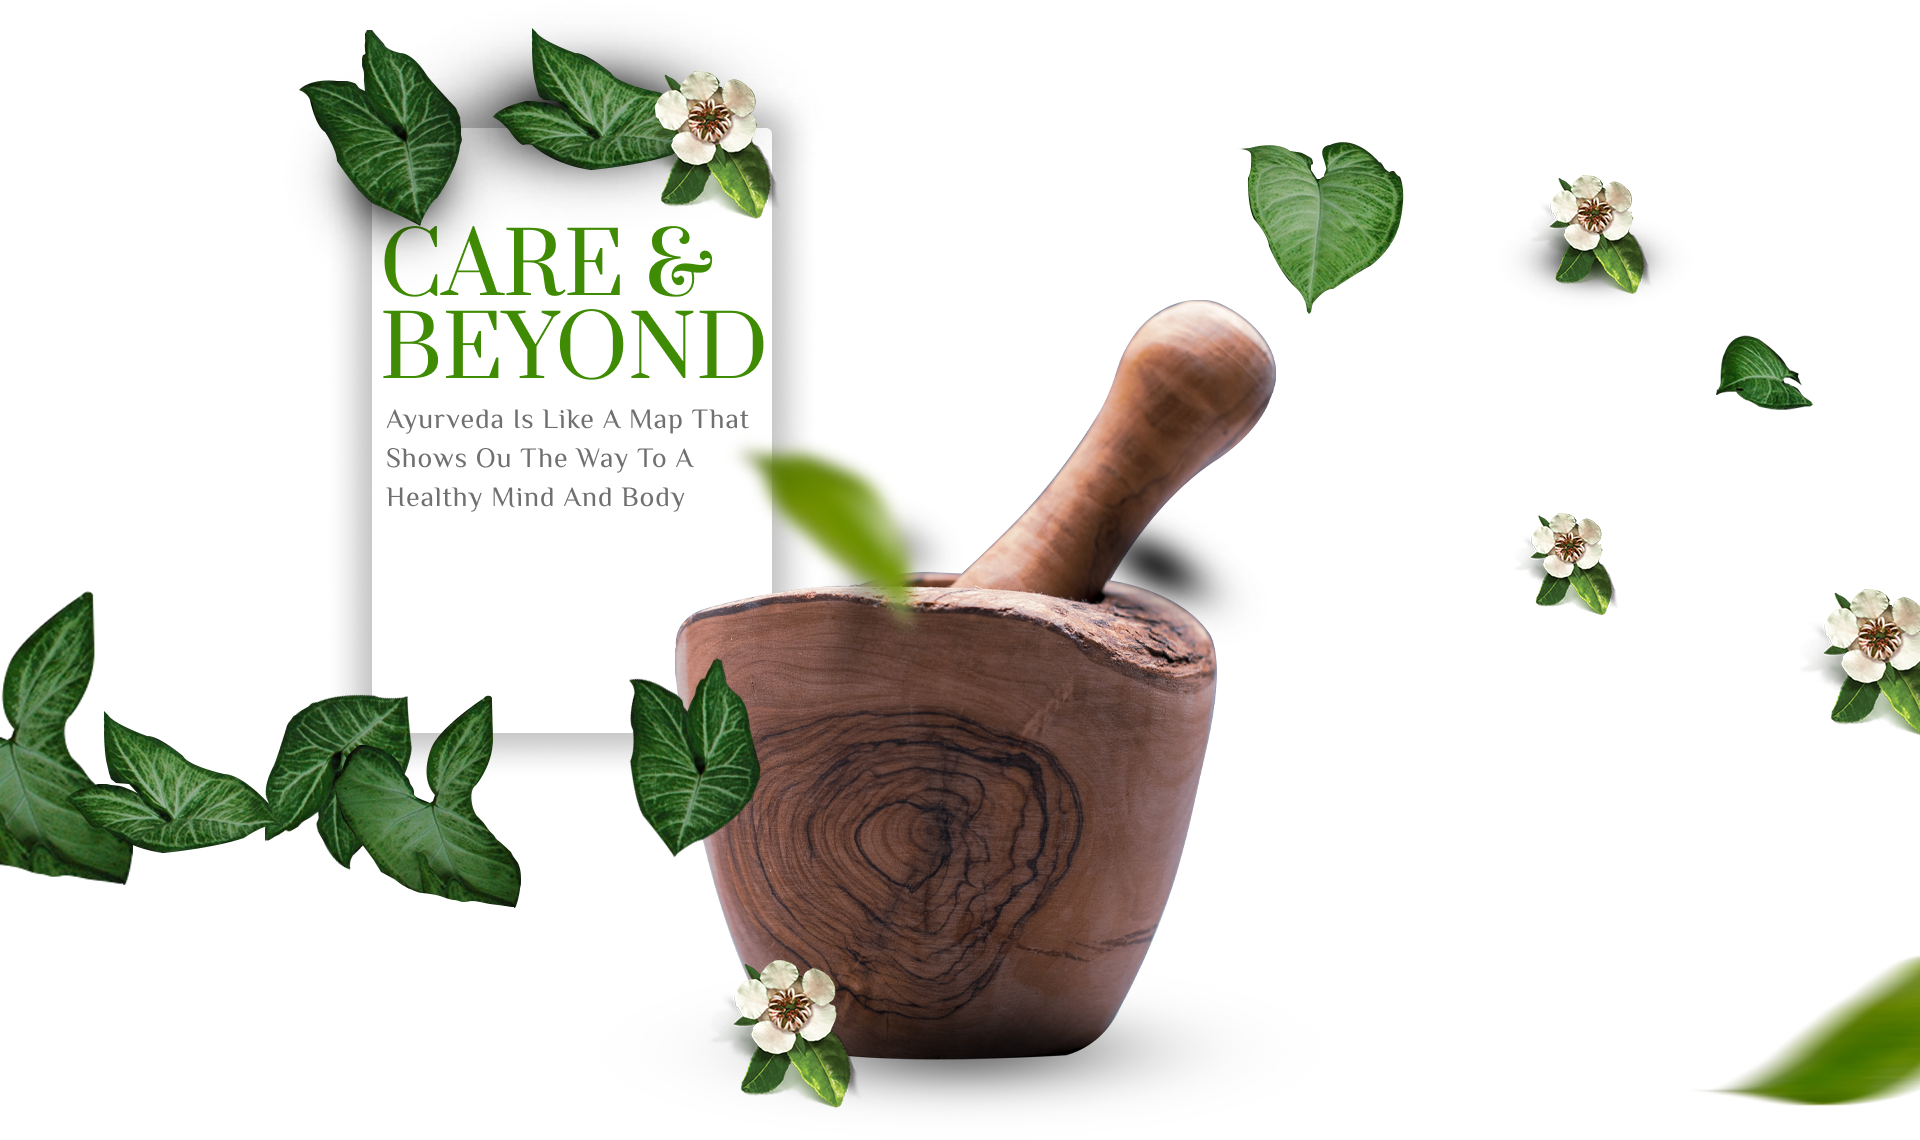 CARE &
BEYOND
Ayurveda Is Like A Map That
Shows Ou The Way To A
Healthy Mind And Body